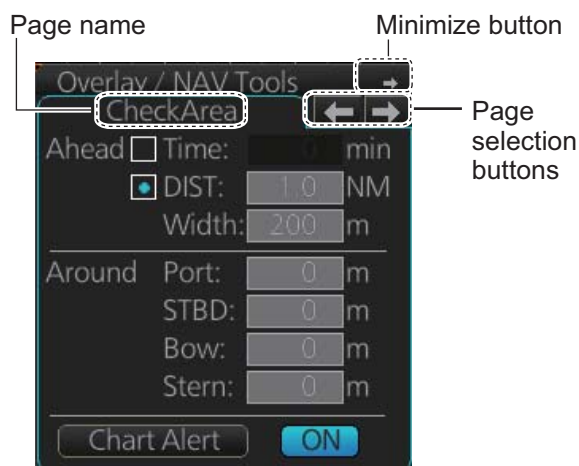 Page name
Minimize button
Overlay / NAV Tools
CheckArea
Page
selection
buttons
Ahead Time: 0 min
DIST: 1.0 NM
Width: 200 m
Around Port: 0 m
STBD: 0 m
Bow: 0 m
Stern: 0 m
Chart Alert ON